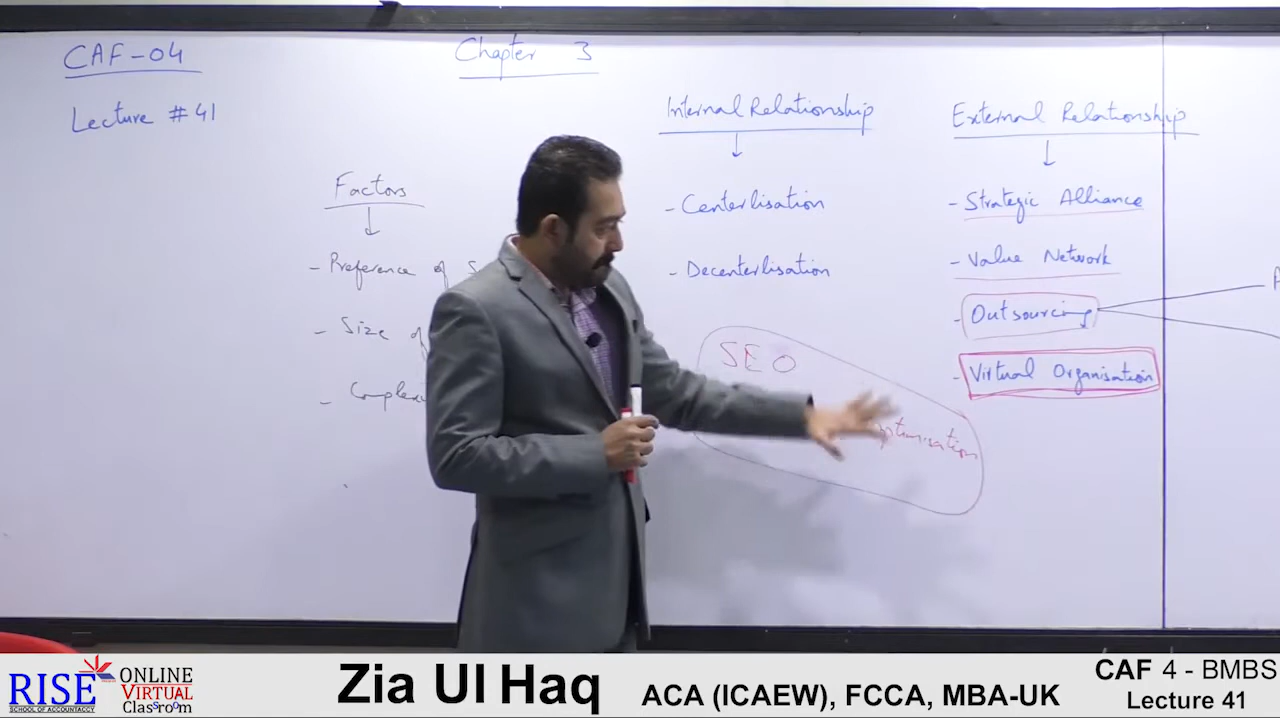 CAF-04
Chapter 3
Lecture #41
Internal Relationship
External Relationship
Factors
- Preference of S
- Size of
-
- Centerlisation
- Decenterlisation
SEO
- Strategic Alliance
- Value Network
- Outsourcing
- Virtual Organisation
RISE
SCHOOL OF ACCOUNTACY
ONLINE
VIRTUAL
Classroom
Zia Ul Haq
ACA (ICAEW), FCCA, MBA-UK
CAF 4 - BMBS
Lecture 41